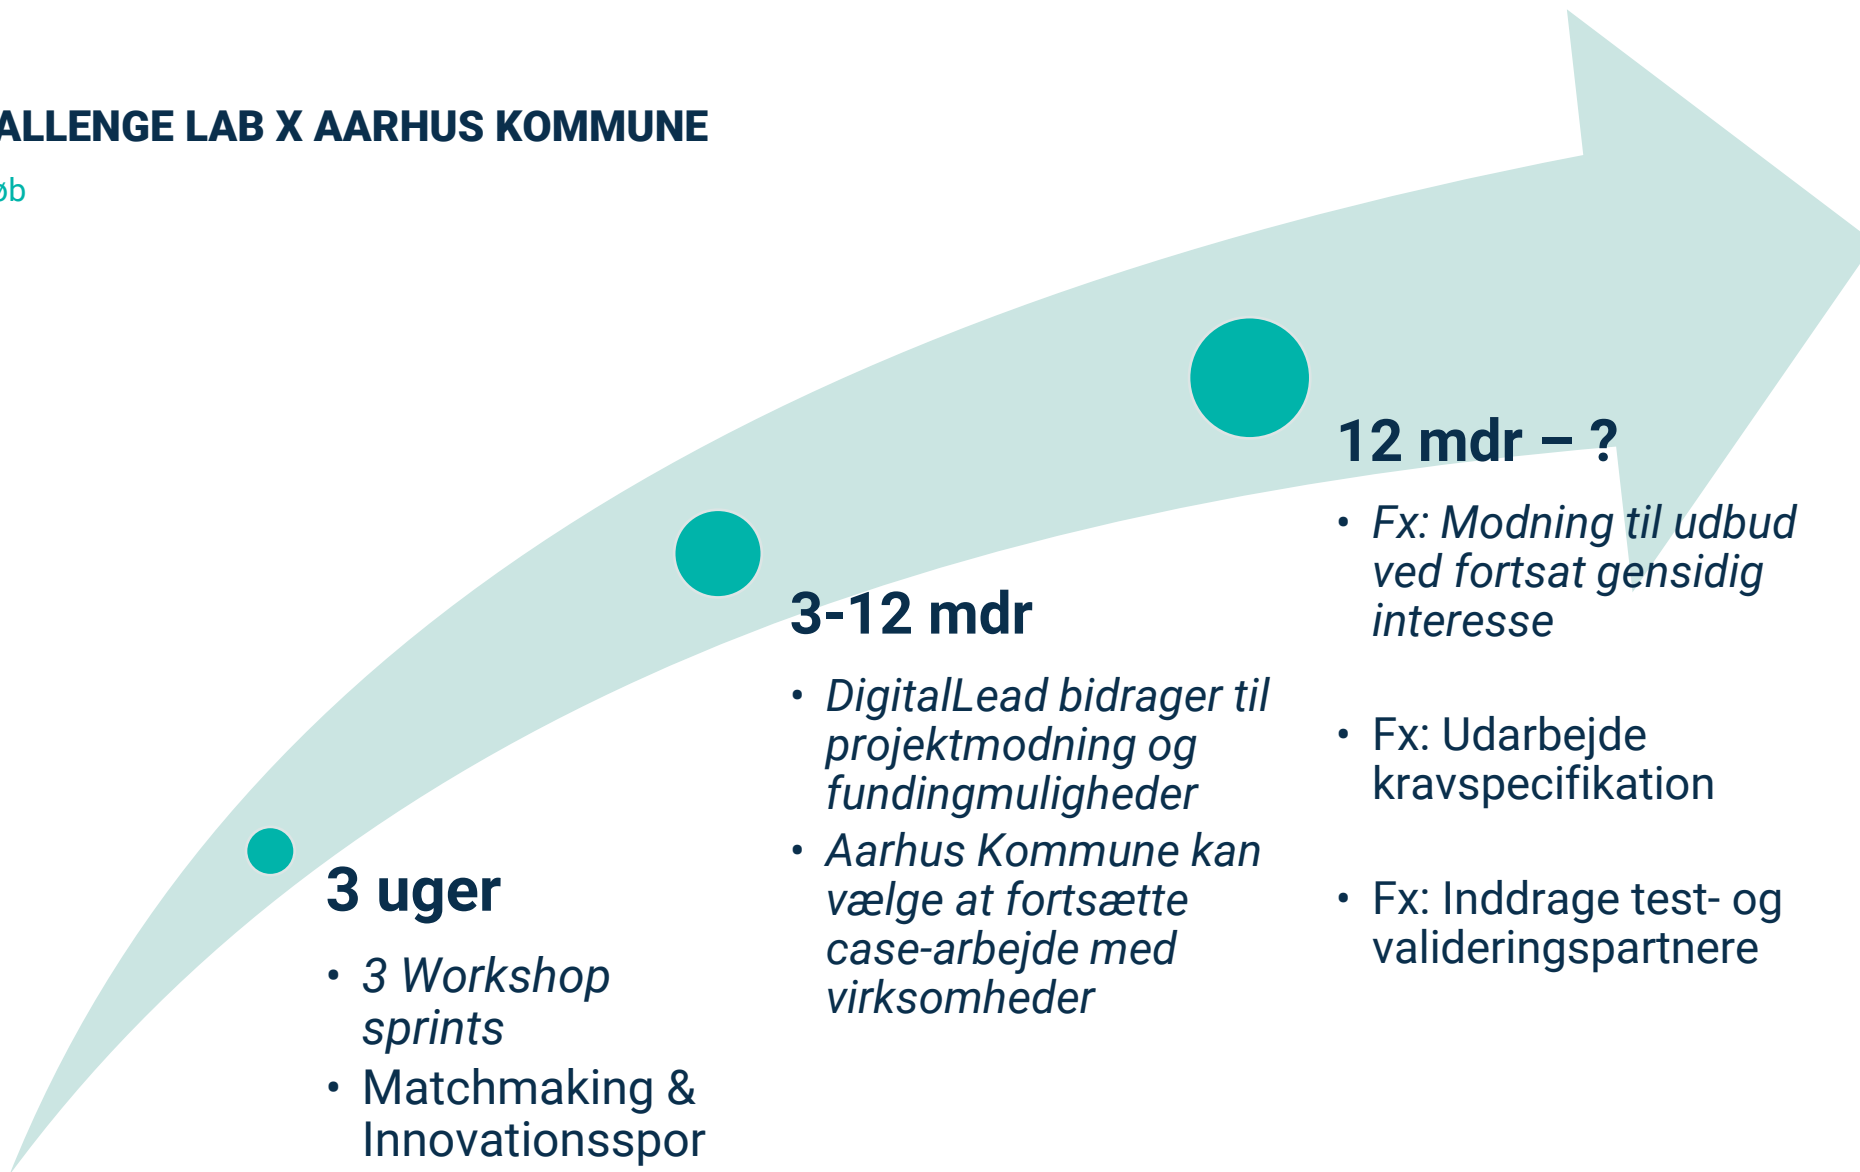 ALLENGE LAB X AARHUS KOMMUNE
øb
12 mdr – ?
• Fx: Modning til udbud
ved fortsat gensidig
interesse
• Fx: Udarbejde
kravspecifikation
• Fx: Inddrage test- og
valideringspartnere
3-12 mdr
• DigitalLead bidrager til
projektmodning og
fundingmuligheder
• Aarhus Kommune kan
vælge at fortsætte
case-arbejde med
virksomheder
3 uger
• 3 Workshop
sprints
• Matchmaking &
Innovationsspor